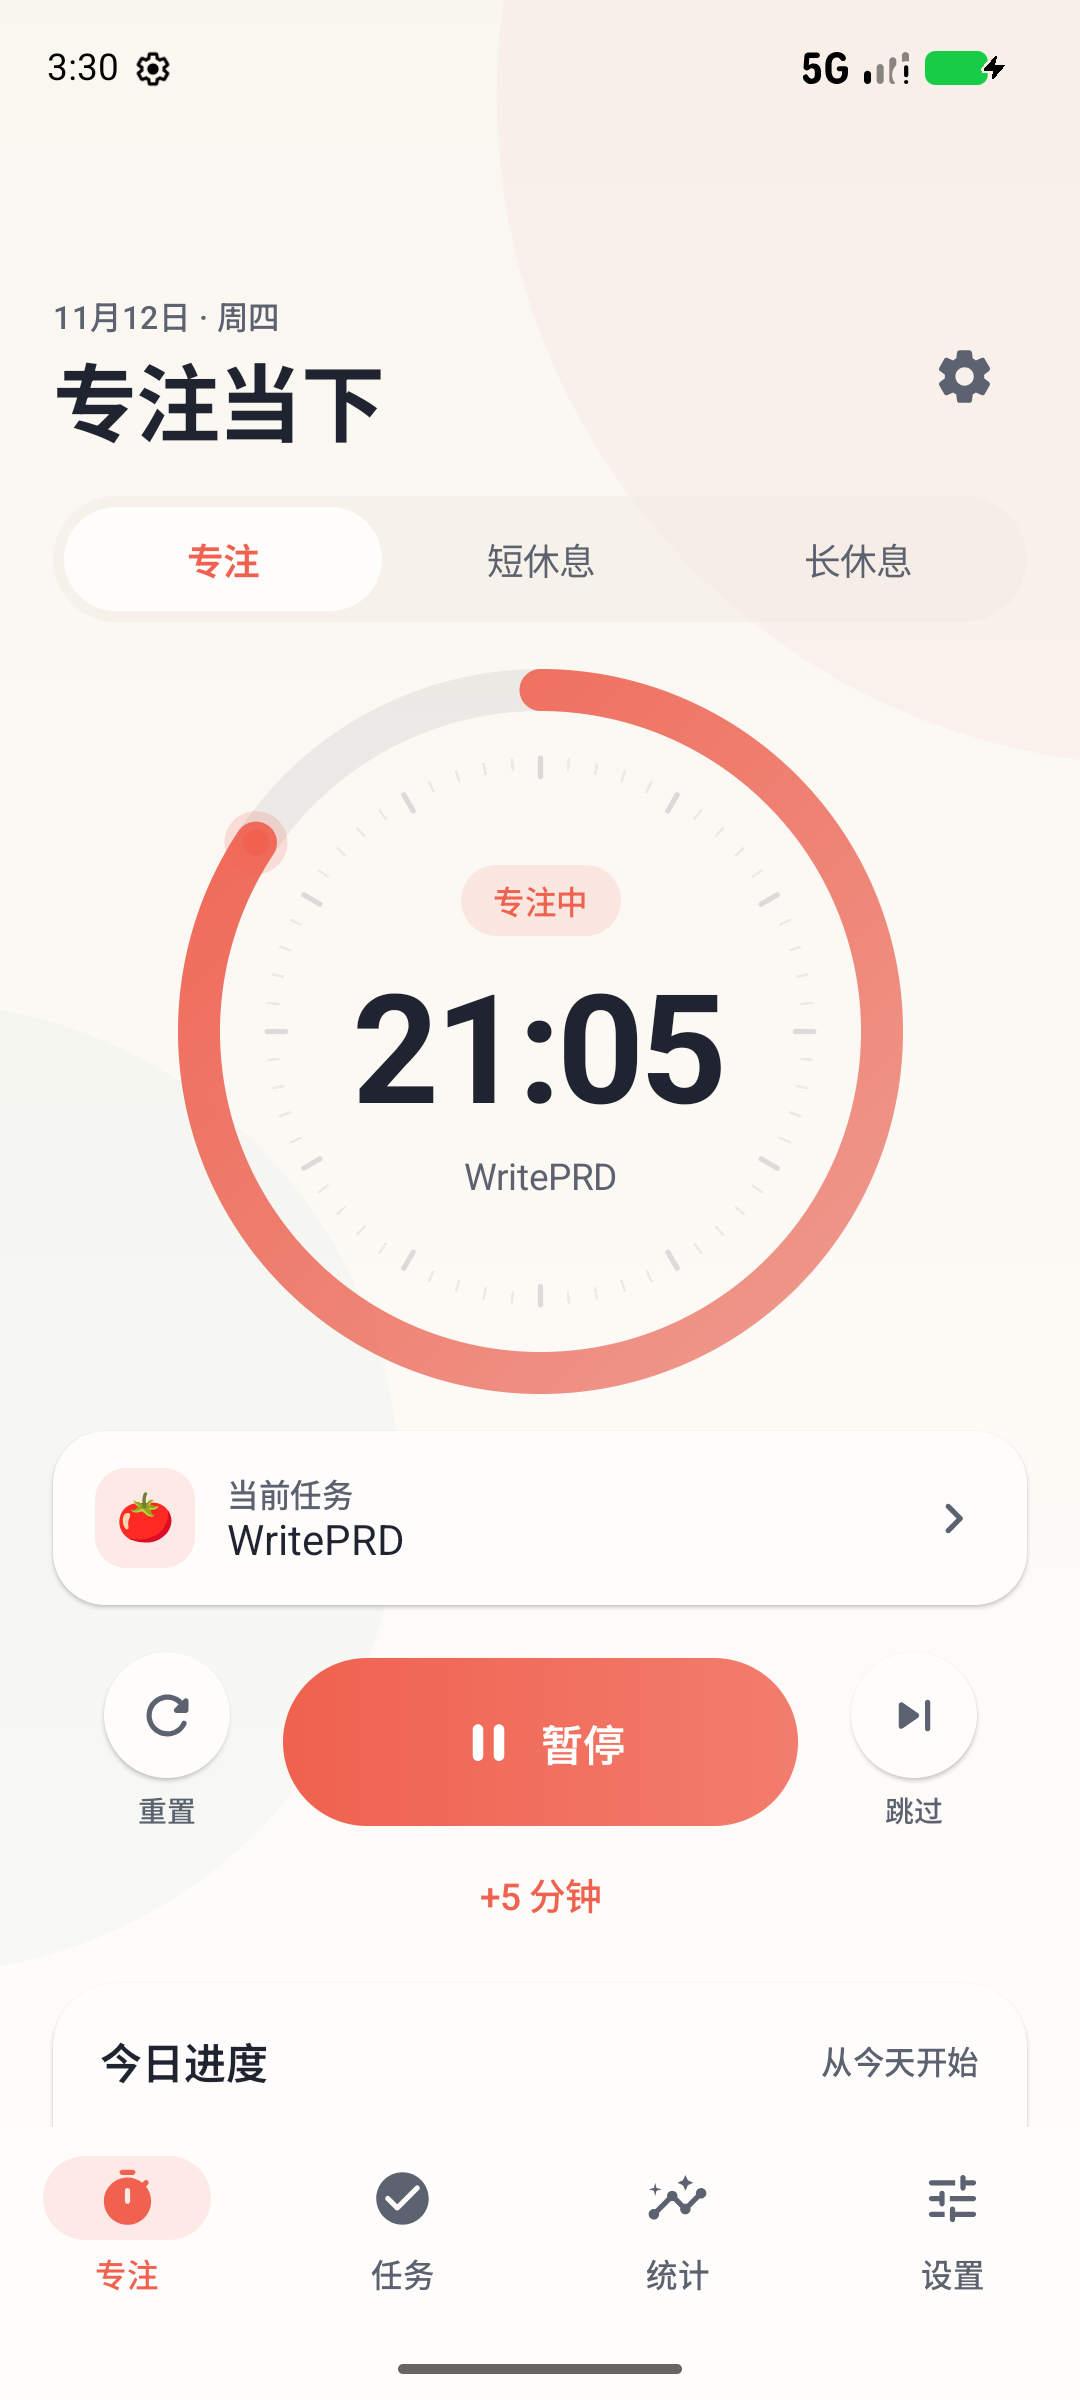 3:30
5G
11月12日 · 周四
专注当下
专注
短休息
长休息
专注中
21:05
WritePRD
当前任务
WritePRD
重置
暂停
跳过
+5 分钟
今日进度
从今天开始
专注
任务
统计
设置